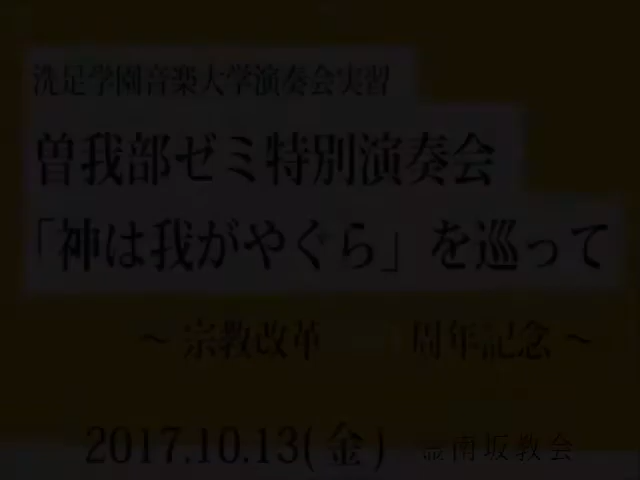 洗足学園音楽大学演奏会実習
曽我部ゼミ特別演奏会
「神は我がやぐら」を巡って
～ 宗教改革 周年記念 ～
2017.10.13(金) 霊南坂教会